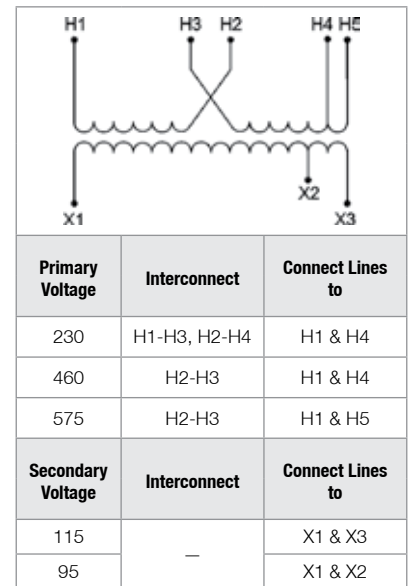 H1 H3 H2 H4 H5
X2
X1 X3
Primary Voltage Interconnect Connect Lines to
230 H1-H3, H2-H4 H1 & H4
460 H2-H3 H1 & H4
575 H2-H3 H1 & H5
Secondary Voltage Interconnect Connect Lines to
115 — X1 & X3
95 X1 & X2